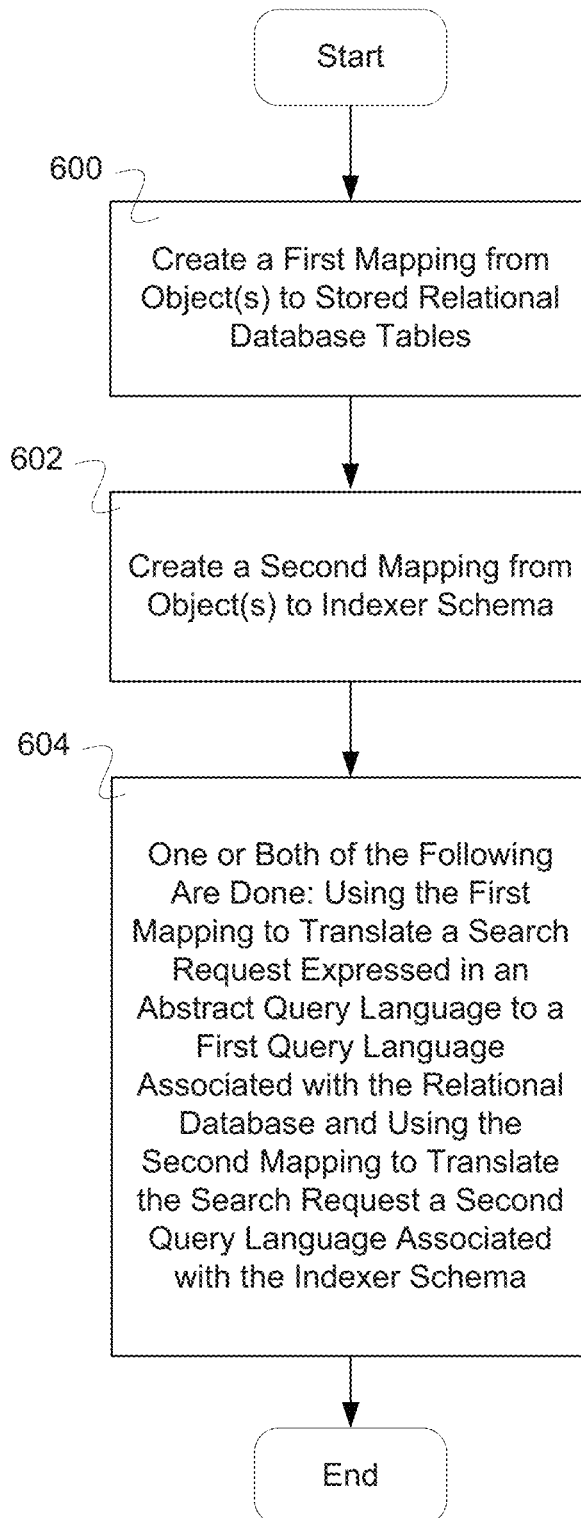 Start
600
Create a First Mapping from
Object(s) to Stored Relational
Database Tables
602
Create a Second Mapping from
Object(s) to Indexer Schema
604
One or Both of the Following
Are Done: Using the First
Mapping to Translate a Search
Request Expressed in an
Abstract Query Language to a
First Query Language
Associated with the Relational
Database and Using the
Second Mapping to Translate
the Search Request a Second
Query Language Associated
with the Indexer Schema
End